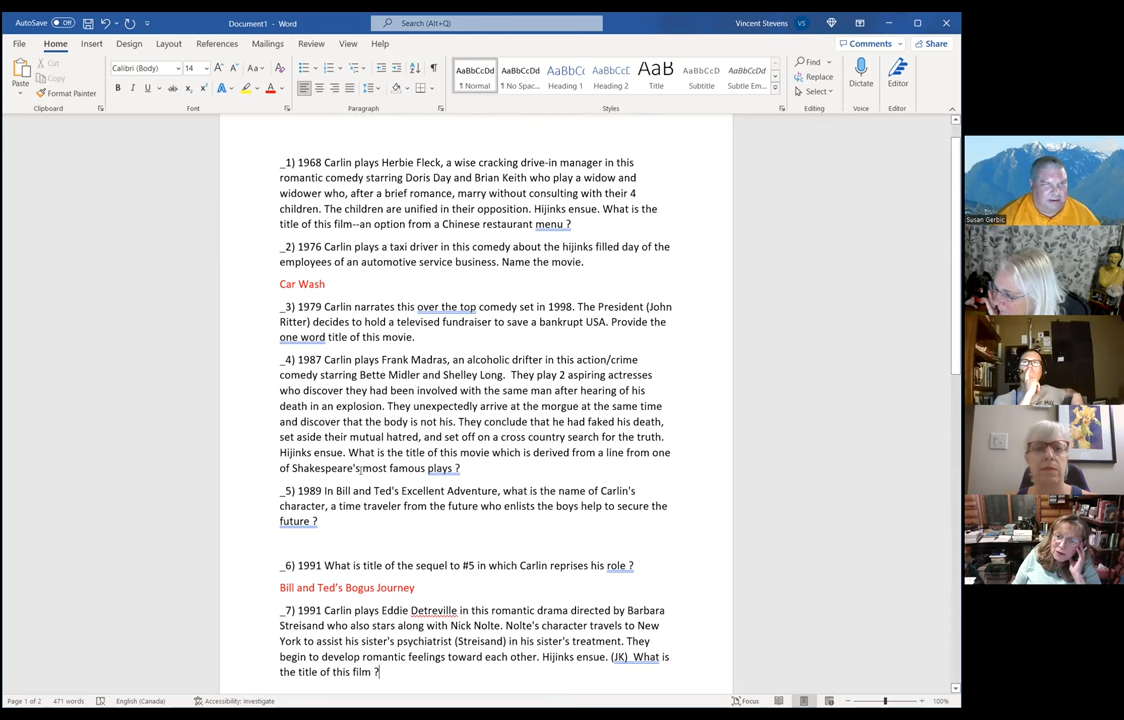 AutoSave Off Document1 - Word Search (Alt+Q) Vincent Stevens VS
File Home Insert Design Layout References Mailings Review View Help Comments Share
Paste Cut Copy Format Painter
Calibri (Body) 14
AaBbCcDd AaBbCcDd AaBbCc AaBbCcD AaB AaBbCcD AaBbCcDd
¶ Normal ¶ No Spac... Heading 1 Heading 2 Title Subtitle Subtle Em...
Find Replace Select Dictate Editor
Clipboard Font Paragraph Styles Editing Voice Editor
_1) 1968 Carlin plays Herbie Fleck, a wise cracking drive-in manager in this
romantic comedy starring Doris Day and Brian Keith who play a widow and
widower who, after a brief romance, marry without consulting with their 4
children. The children are unified in their opposition. Hijinks ensue. What is the
title of this film--an option from a Chinese restaurant menu ?
_2) 1976 Carlin plays a taxi driver in this comedy about the hijinks filled day of the
employees of an automotive service business. Name the movie.
Car Wash
_3) 1979 Carlin narrates this over the top comedy set in 1998. The President (John
Ritter) decides to hold a televised fundraiser to save a bankrupt USA. Provide the
one word title of this movie.
_4) 1987 Carlin plays Frank Madras, an alcoholic drifter in this action/crime
comedy starring Bette Midler and Shelley Long. They play 2 aspiring actresses
who discover they had been involved with the same man after hearing of his
death in an explosion. They unexpectedly arrive at the morgue at the same time
and discover that the body is not his. They conclude that he had faked his death,
set aside their mutual hatred, and set off on a cross country search for the truth.
Hijinks ensue. What is the title of this movie which is derived from a line from one
of Shakespeare's most famous plays ?
_5) 1989 In Bill and Ted's Excellent Adventure, what is the name of Carlin's
character, a time traveler from the future who enlists the boys help to secure the
future ?
_6) 1991 What is title of the sequel to #5 in which Carlin reprises his role ?
Bill and Ted's Bogus Journey
_7) 1991 Carlin plays Eddie Detreville in this romantic drama directed by Barbara
Streisand who also stars along with Nick Nolte. Nolte's character travels to New
York to assist his sister's psychiatrist (Streisand) in his sister's treatment. They
begin to develop romantic feelings toward each other. Hijinks ensue. (JK) What is
the title of this film ?
Page 1 of 2 471 words English (Canada) Accessibility: Investigate Focus 100%
Susan Gerbic